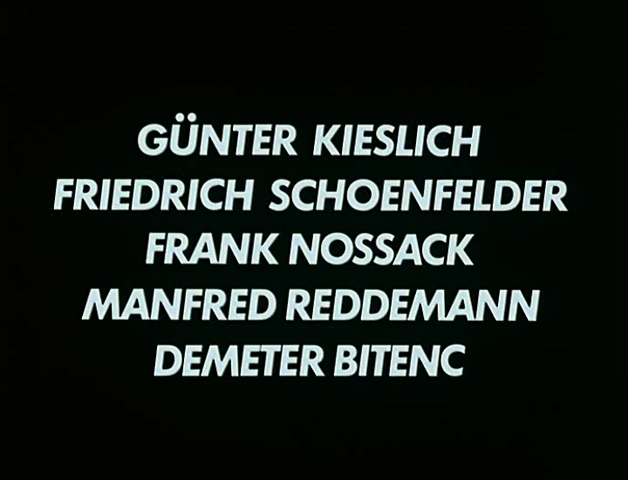 GÜNTER KIESLICH
FRIEDRICH SCHOENFELDER
FRANK NOSSACK
MANFRED REDDEMANN
DEMETER BITENC